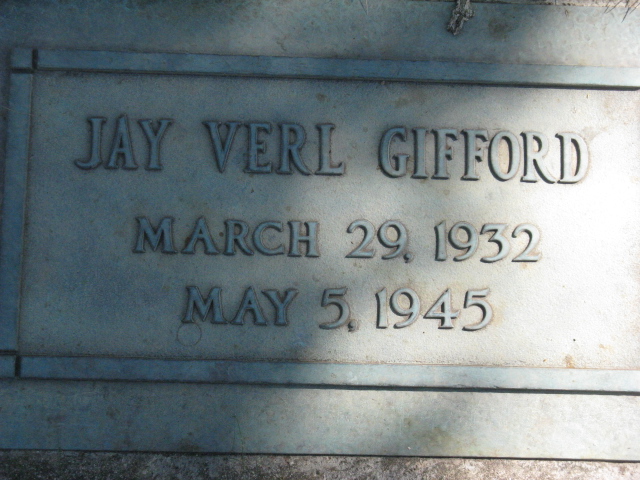 JAY VERL GIFFORD
MARCH 29, 1932
MAY 5, 1945